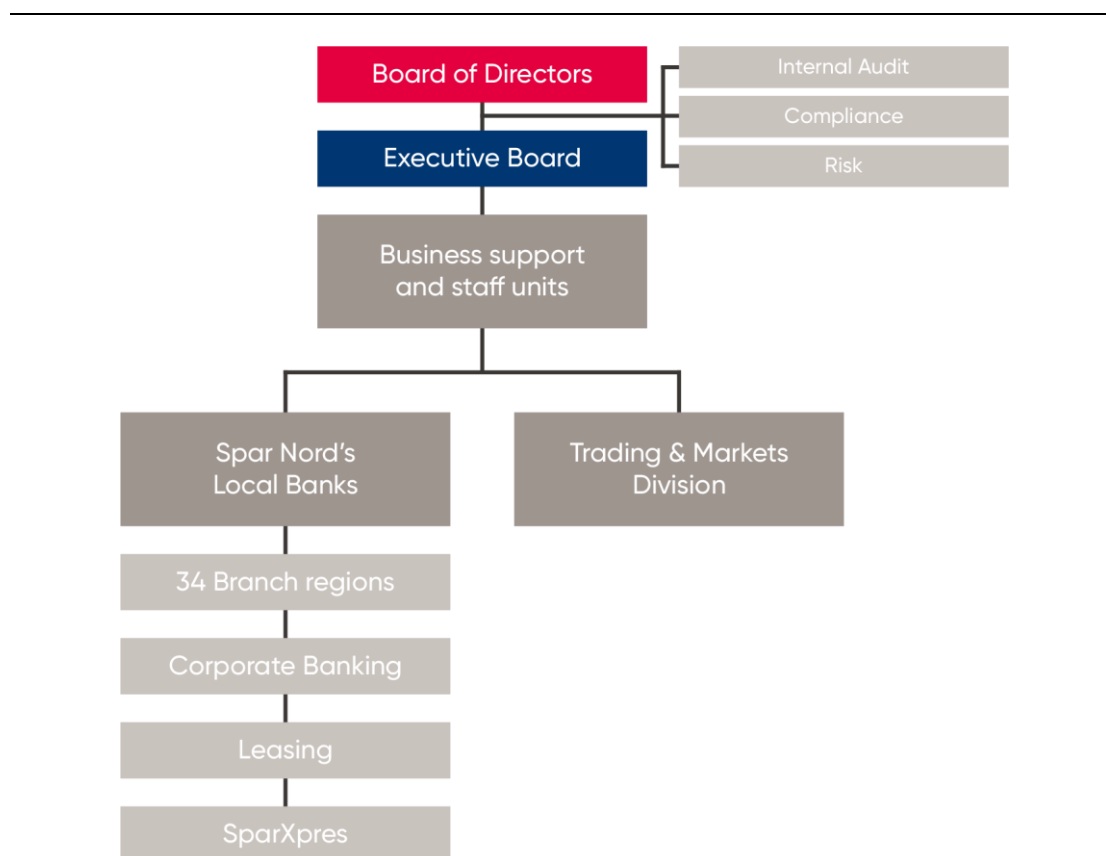 Board of Directors
Internal Audit
Compliance
Executive Board
Risk
Business support
and staff units
Spar Nord’s
Local Banks
Trading & Markets
Division
34 Branch regions
Corporate Banking
Leasing
SparXpres